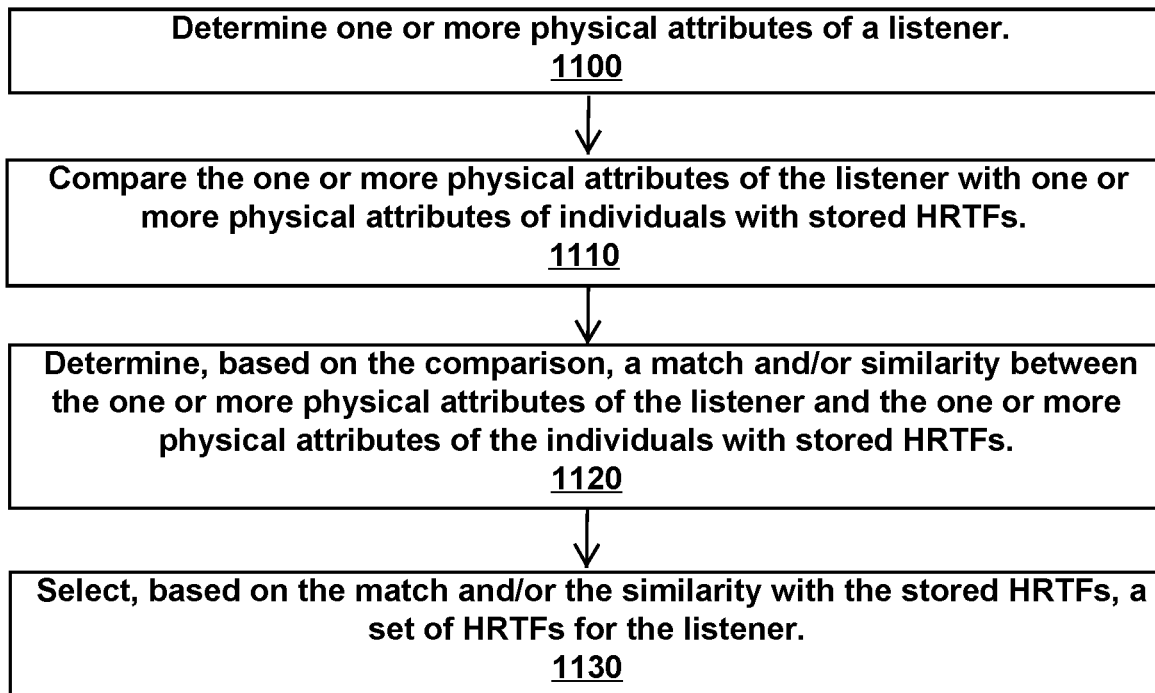 Determine one or more physical attributes of a listener.
1100
Compare the one or more physical attributes of the listener with one or
more physical attributes of individuals with stored HRTFs.
1110
Determine, based on the comparison, a match and/or similarity between
the one or more physical attributes of the listener and the one or more
physical attributes of the individuals with stored HRTFs.
1120
Select, based on the match and/or the similarity with the stored HRTFs, a
set of HRTFs for the listener.
1130